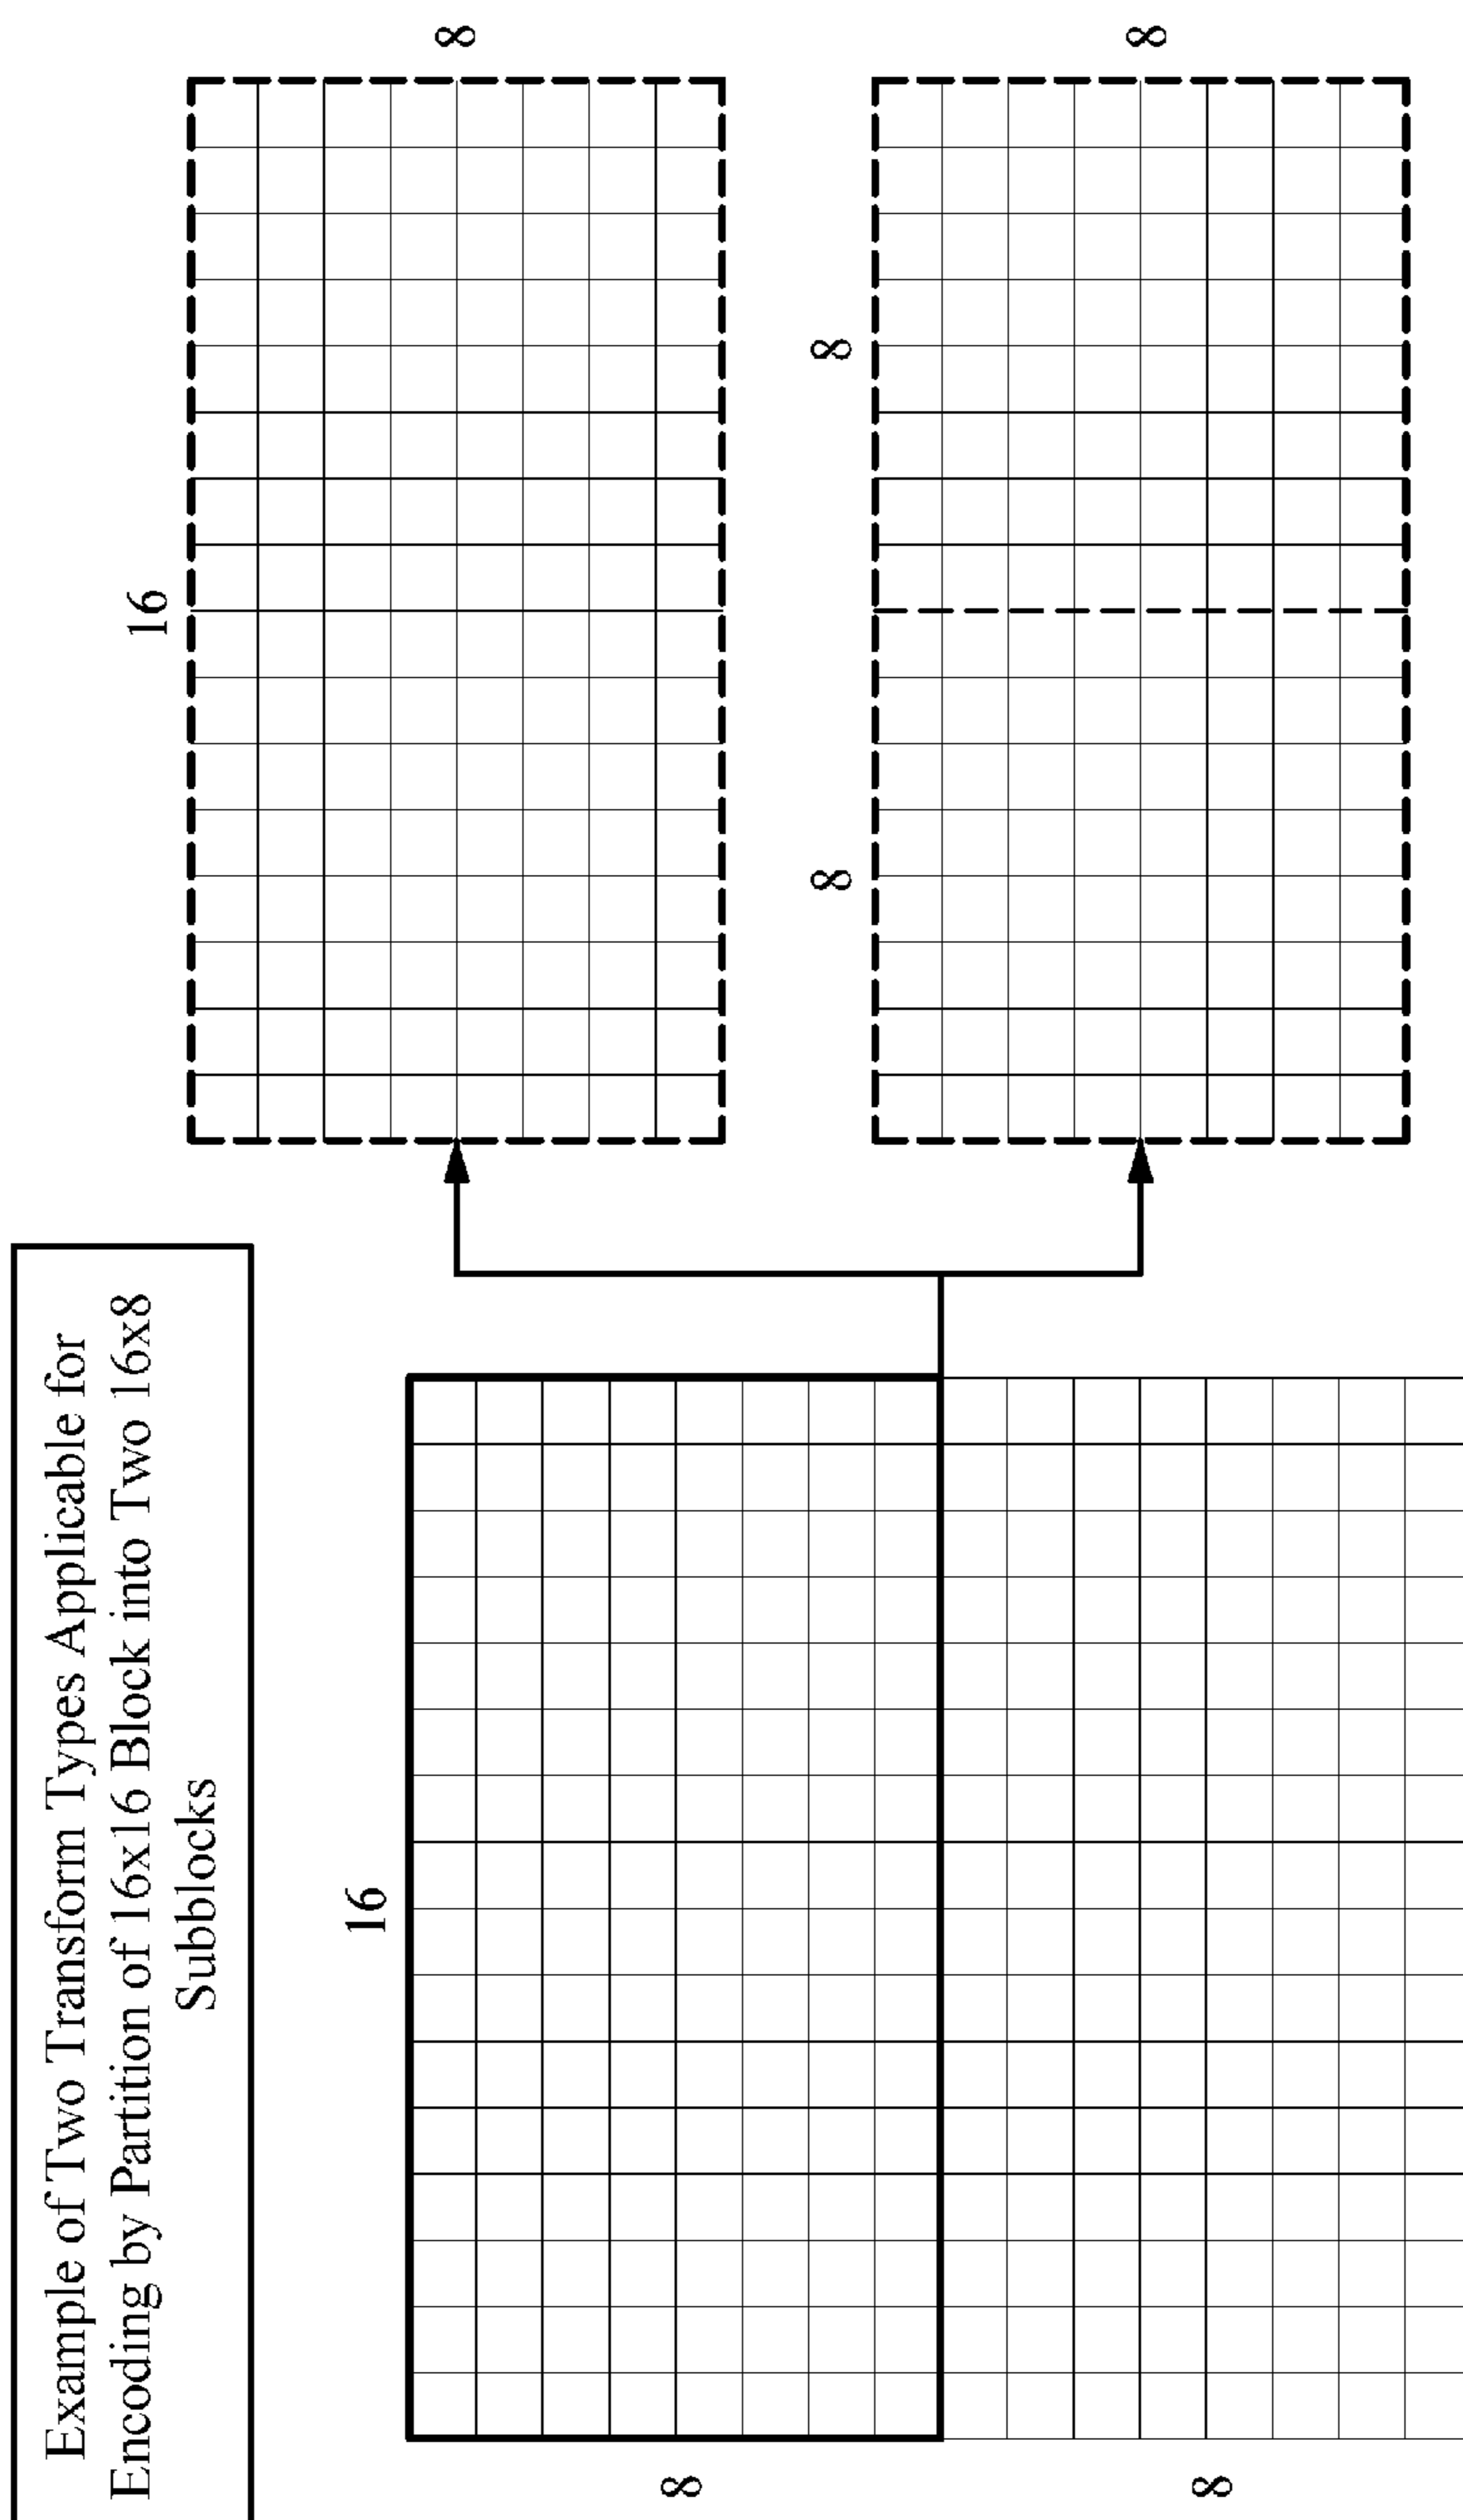 Example of Two Transform Types Applicable for
Encoding by Partition of 16x16 Block into Two 16x8
Subblocks
16
8
8
16
8
8
8
8